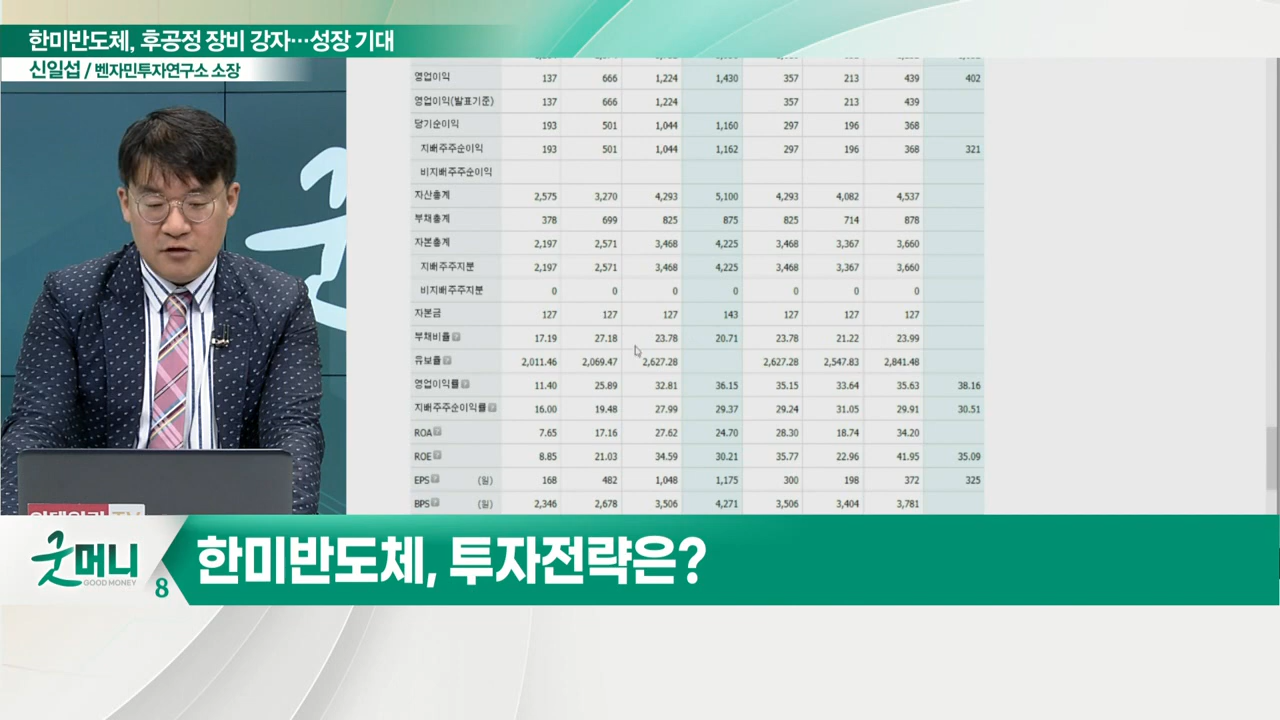 한미반도체, 후공정 장비 강자…성장 기대
신일섭 / 벤자민투자연구소 소장
영업이익 137 666 1,224 1,430 357 213 439 402
영업이익(발표기준) 137 666 1,224 357 213 439
당기순이익 193 501 1,044 1,160 297 196 368
지배주주순이익 193 501 1,044 1,162 297 196 368 321
비지배주주순이익
자산총계 2,575 3,270 4,293 5,100 4,293 4,082 4,537
부채총계 378 699 825 875 825 714 878
자본총계 2,197 2,571 3,468 4,225 3,468 3,367 3,660
지배주주지분 2,197 2,571 3,468 4,225 3,468 3,367 3,660
비지배주주지분 0 0 0 0 0 0 0
자본금 127 127 127 143 127 127 127
부채비율 17.19 27.18 23.78 20.71 23.78 21.22 23.99
유보율 2,011.46 2,069.47 2,627.28 2,627.28 2,547.83 2,841.48
영업이익률 11.40 25.89 32.81 36.15 35.15 33.64 35.63 38.16
지배주주순이익률 16.00 19.48 27.99 29.37 29.24 31.05 29.91 30.51
ROA 7.65 17.16 27.62 24.70 28.30 18.74 34.20
ROE 8.85 21.03 34.59 30.21 35.77 22.96 41.95 35.09
EPS (원) 168 482 1,048 1,175 300 198 372 325
BPS (원) 2,346 2,678 3,506 4,271 3,506 3,404 3,781
굿머니
GOOD MONEY
8
한미반도체, 투자전략은?